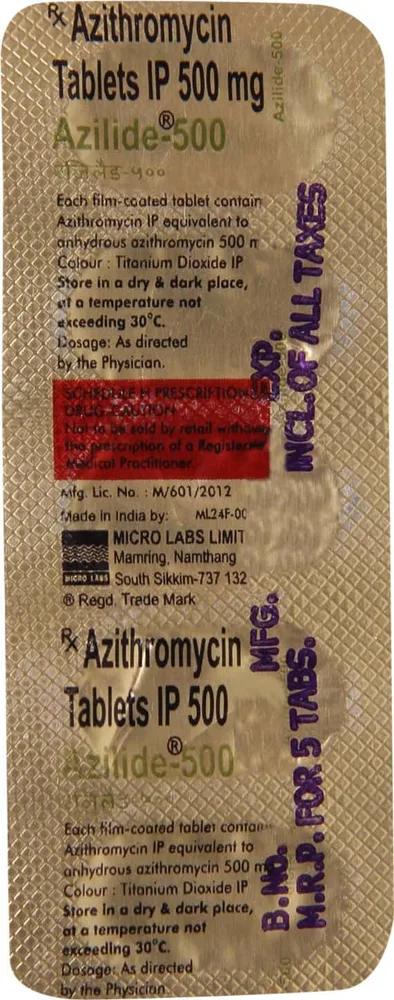 Rx Azithromycin
Tablets IP 500 mg
Azilide®-500
एज़िलैड-५००
Each film-coated tablet contain
Azithromycin IP equivalent to
anhydrous azithromycin 500 m
Colour : Titanium Dioxide IP
Store in a dry & dark place,
at a temperature not
exceeding 30°C.
Dosage: As directed
by the Physician.
SCHEDULE H PRESCRIPTION
DRUG-CAUTION
Not to be sold by retail without
the prescription of a Registered
Medical Practitioner.
Mfg. Lic. No. : M/601/2012
Made in India by: ML24F-00
MICRO LABS LIMIT
Mamring, Namthang
MICRO LABS South Sikkim-737 132
® Regd. Trade Mark
Rx Azithromycin
Tablets IP 500
Azilide®-500
Each film-coated tablet contain
Azithromycin IP equivalent to
anhydrous azithromycin 500 m
Colour : Titanium Dioxide IP
Store in a dry & dark place,
at a temperature not
exceeding 30°C.
Dosage: As directed
by the Physician
Azilide-500
EXP.
INCL.OF ALL TAXES
MFG.
B.NO.
M.R.P. FOR 5 TABS.